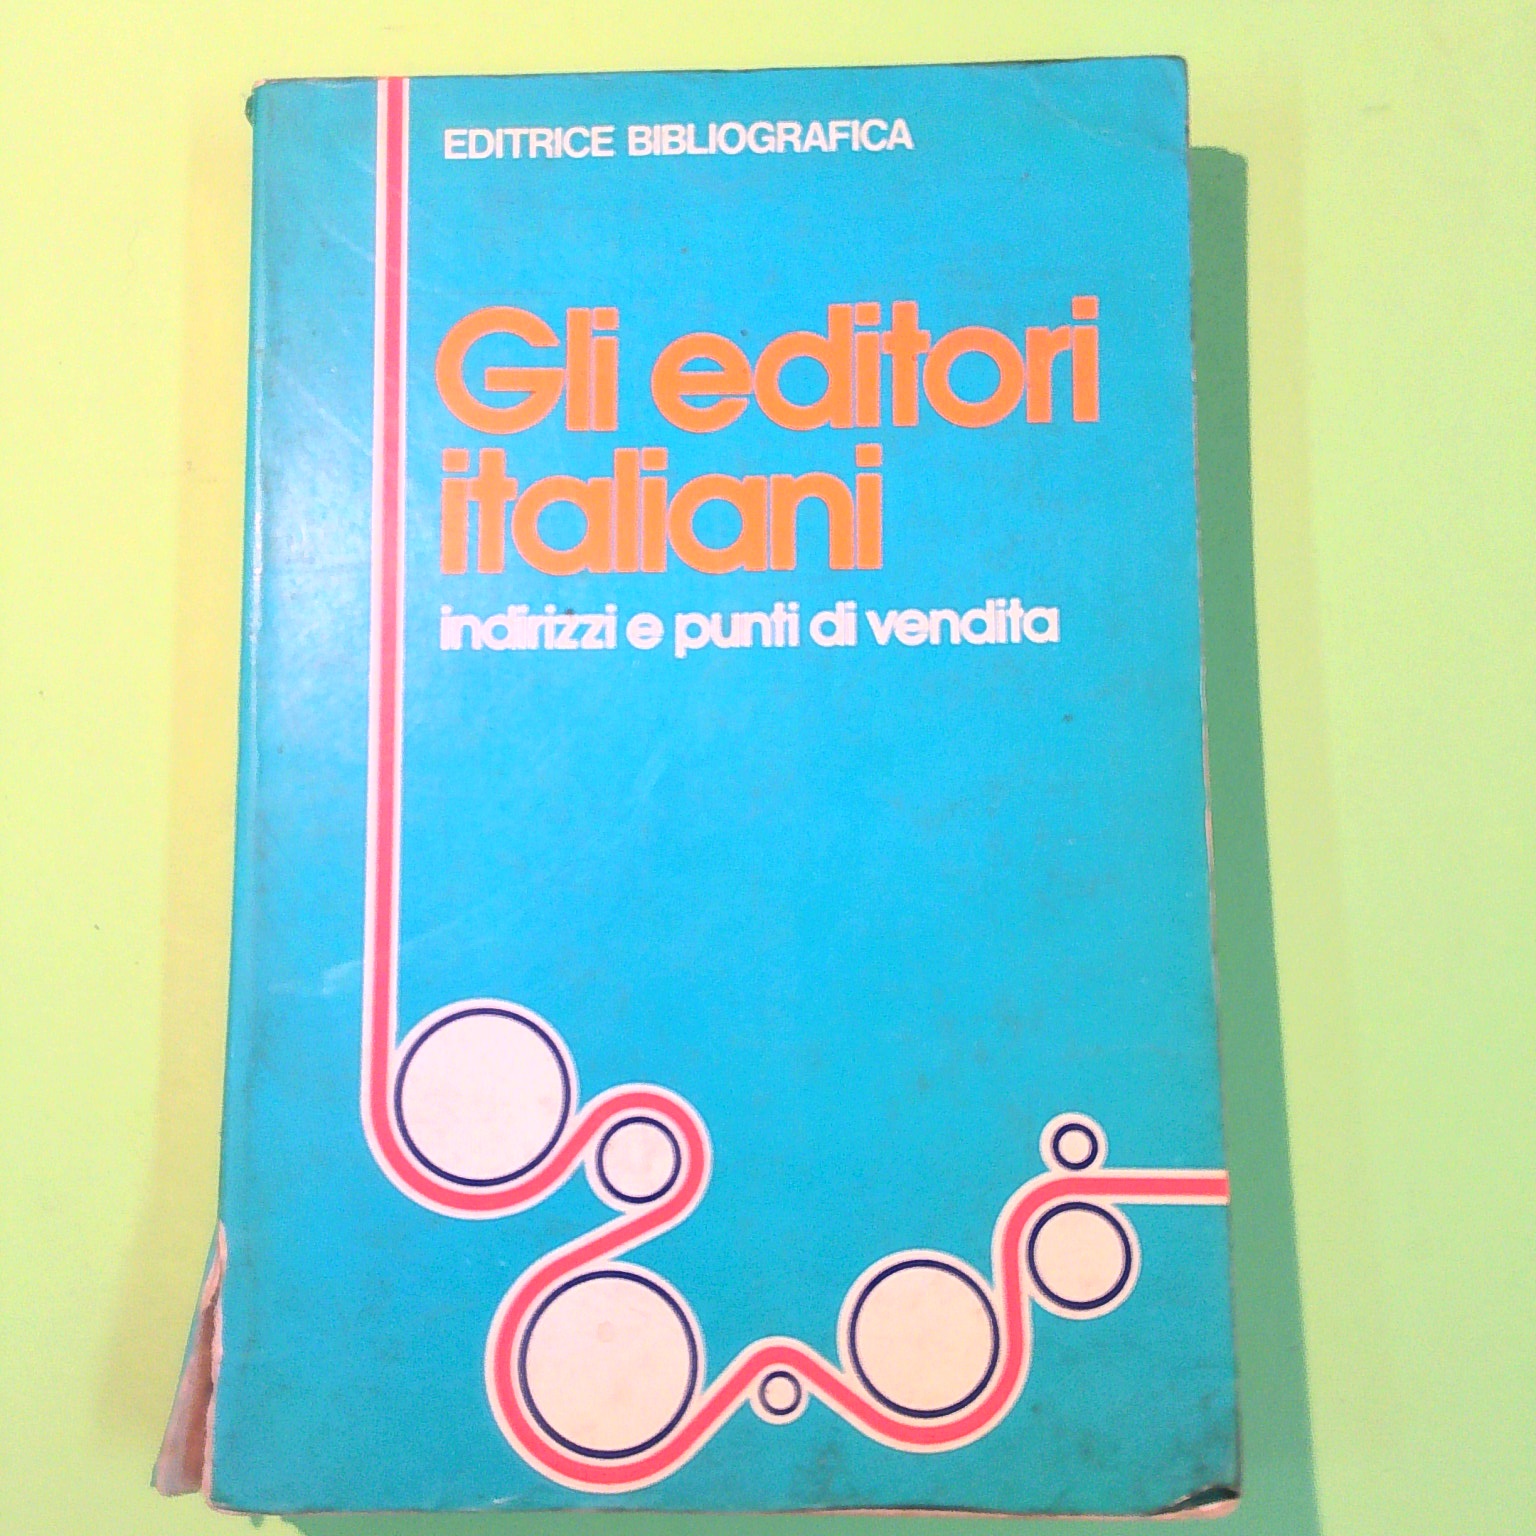 EDITRICE BIBLIOGRAFICA
Gli editori
italiani
indirizzi e punti di vendita